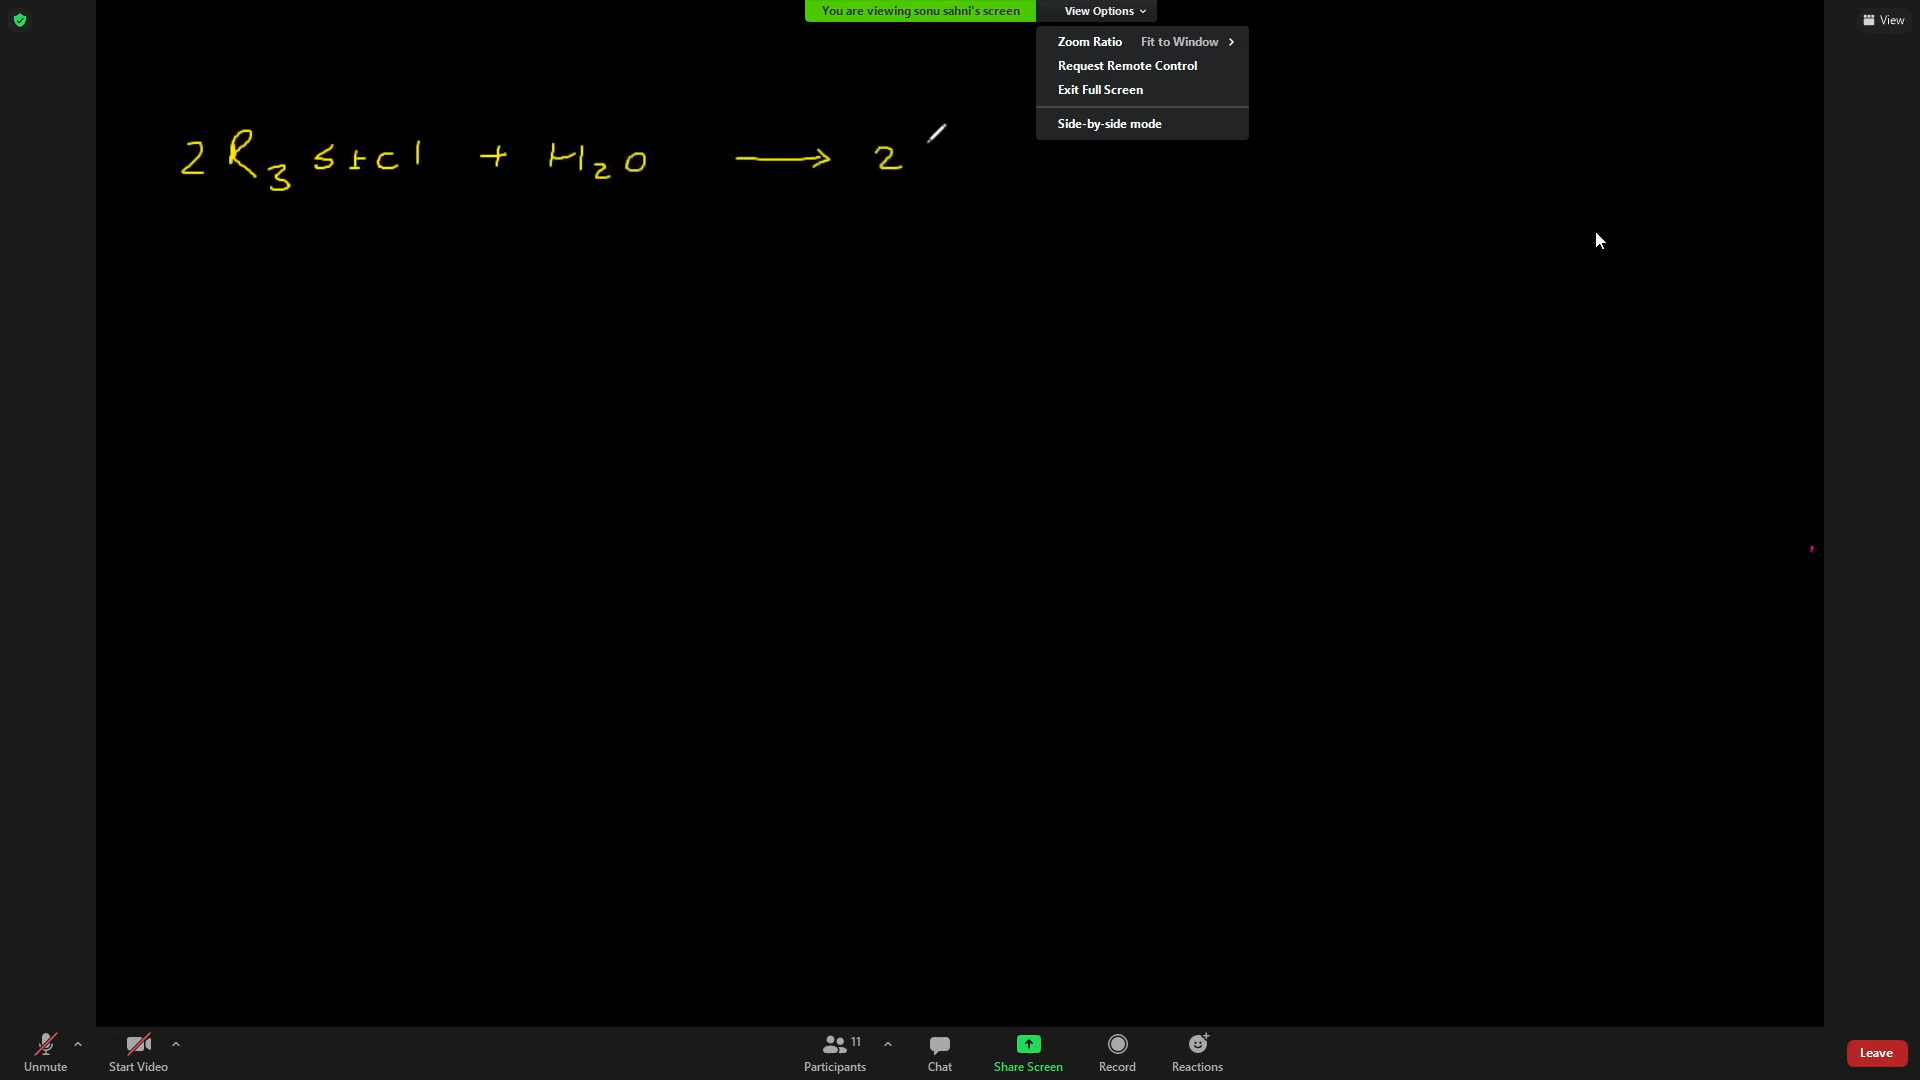 You are viewing sonu sahni's screen View Options
View
Zoom Ratio Fit to Window
Request Remote Control
Exit Full Screen
Side-by-side mode
2 R₃ SiCl + H₂O ⟶ 2
Unmute
Start Video
11
Participants
Chat
Share Screen
Record
Reactions
Leave